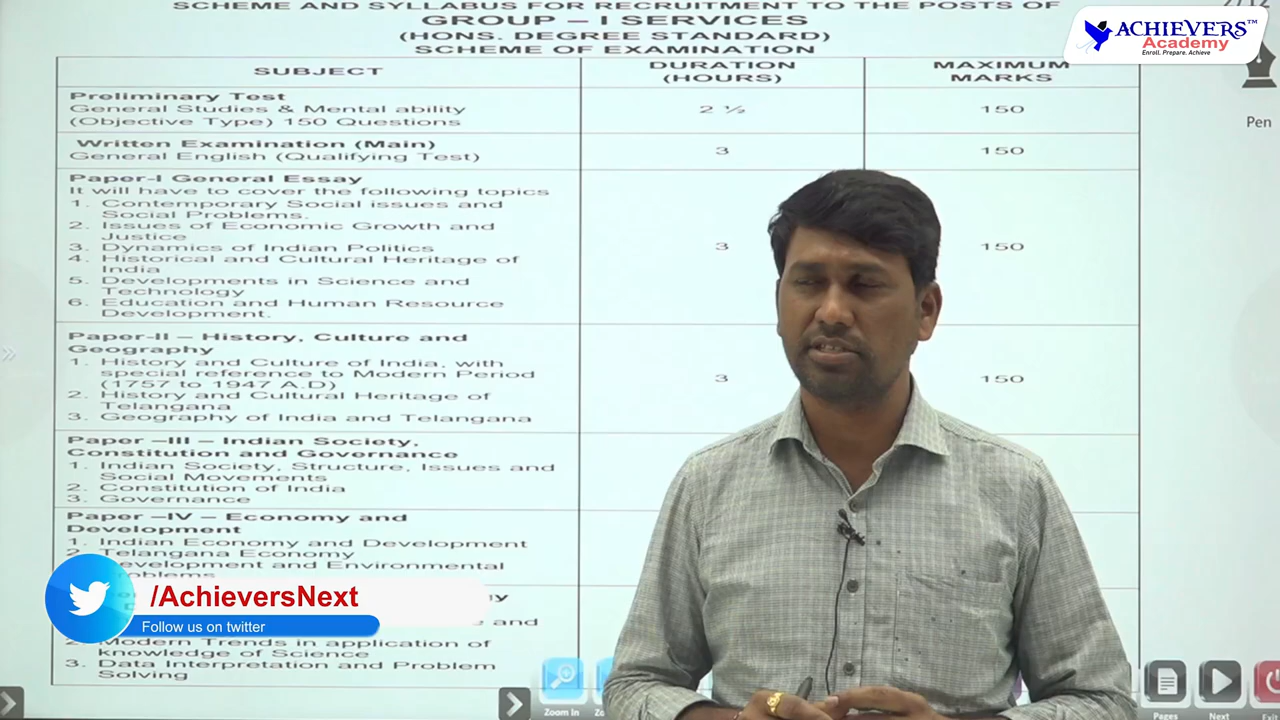 SCHEME AND SYLLABUS FOR RECRUITMENT TO THE POSTS OF
GROUP – I SERVICES
(HONS. DEGREE STANDARD)
SCHEME OF EXAMINATION
ACHIEVERS™
Academy
Enroll. Prepare. Achieve
Pen
SUBJECT
DURATION
(HOURS)
MAXIMUM
MARKS
Preliminary Test
General Studies & Mental ability
(Objective Type) 150 Questions
2 ½
150
Written Examination (Main)
General English (Qualifying Test)
3
150
Paper-I General Essay
It will have to cover the following topics
1. Contemporary Social issues and
Social Problems.
2. Issues of Economic Growth and
Justice
3. Dynamics of Indian Politics
4. Historical and Cultural Heritage of
India
5. Developments in Science and
Technology
6. Education and Human Resource
Development.
3
150
Paper-II – History, Culture and
Geography
1. History and Culture of India, with
special reference to Modern Period
(1757 to 1947 A.D)
2. History and Cultural Heritage of
Telangana
3. Geography of India and Telangana
3
150
Paper –III – Indian Society,
Constitution and Governance
1. Indian Society, Structure, Issues and
Social Movements
2. Constitution of India
3. Governance
Paper –IV – Economy and
Development
1. Indian Economy and Development
2. Telangana Economy
Development and Environmental
Problems
/AchieversNext
Follow us on twitter
and
2. Modern Trends in application of
knowledge of Science
3. Data Interpretation and Problem
Solving
Zoom In
Pages
Next